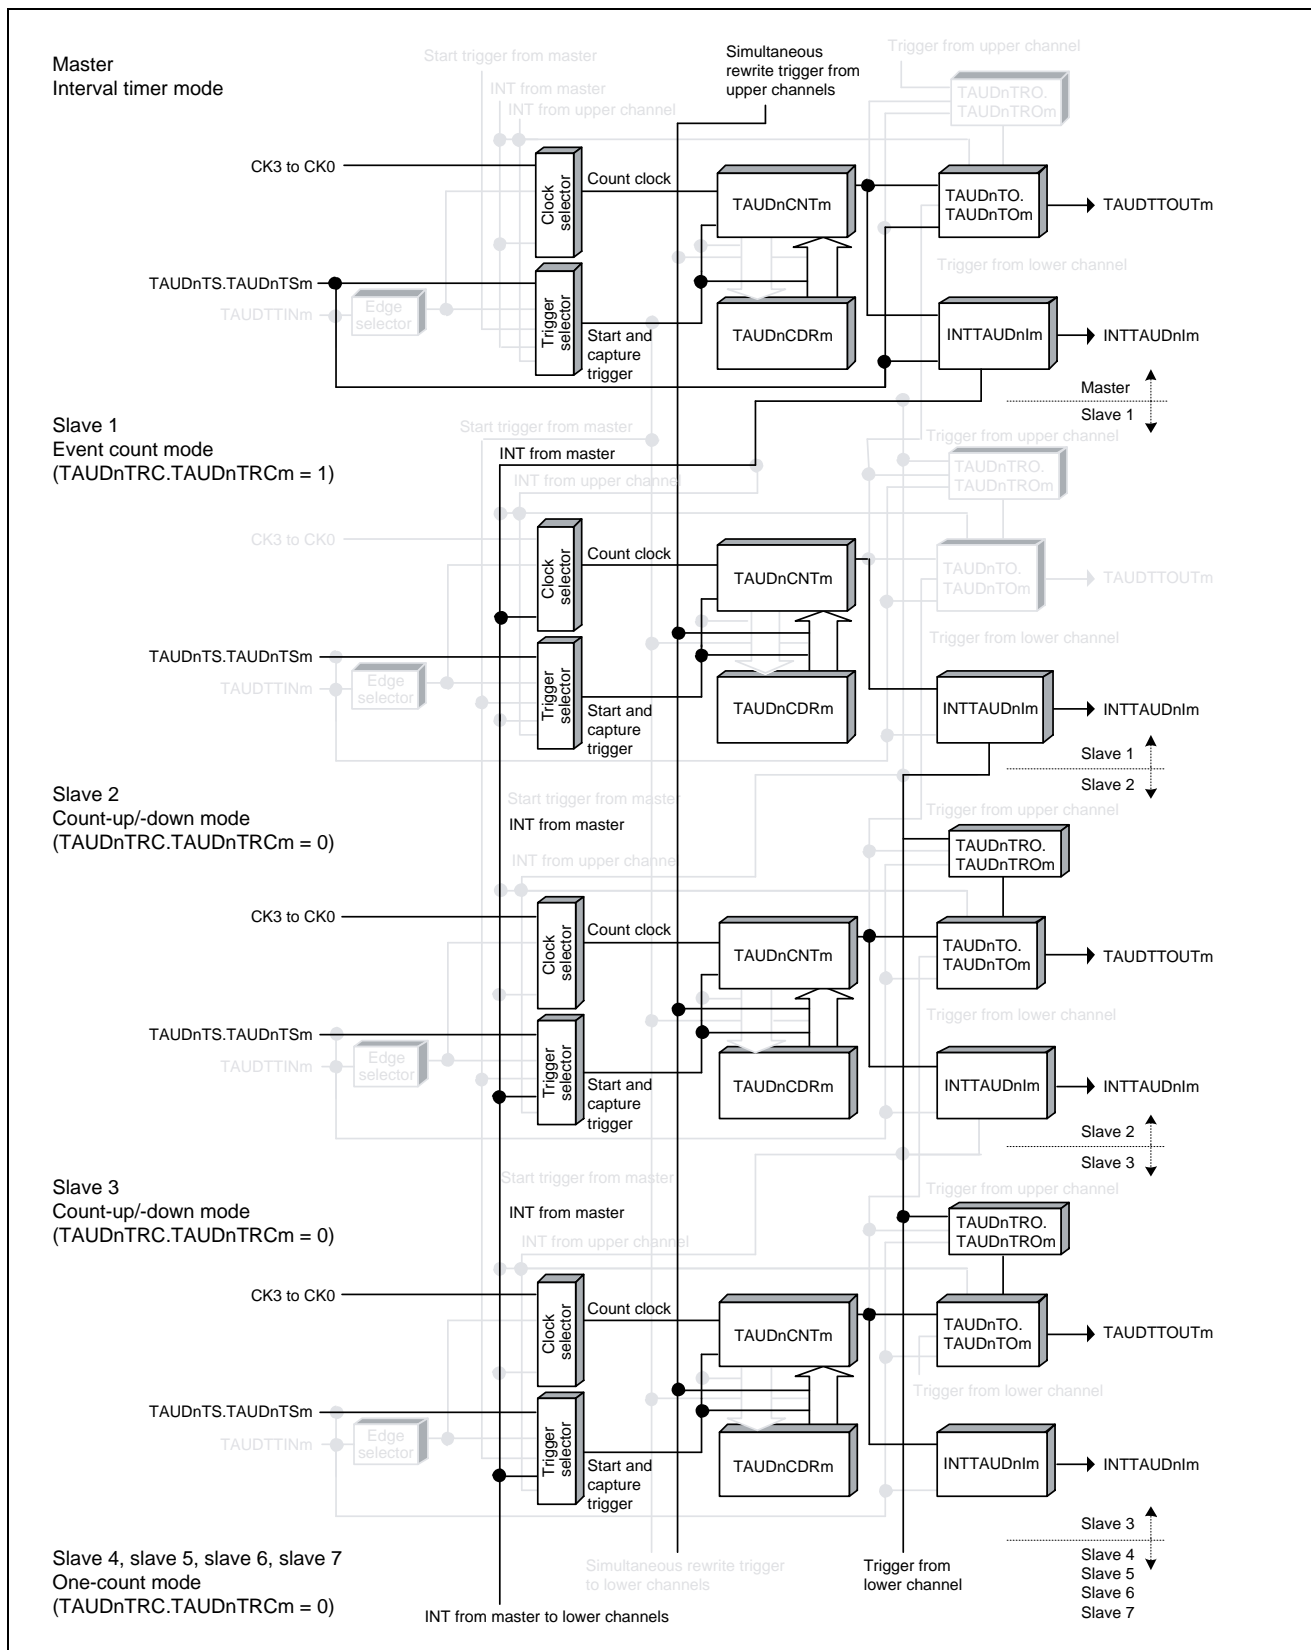 Master
Interval timer mode
Start trigger from master
Simultaneous
rewrite trigger from
upper channels
Trigger from upper channel
INT from master
INT from upper channel
TAUDnTRO.
TAUDnTROm
CK3 to CK0
Clock
selector
Count clock
TAUDnCNTm
TAUDnTO.
TAUDnTOm
TAUDTTOUTm
Trigger from lower channel
TAUDnTS.TAUDnTSm
TAUDTTINm
Edge
selector
Trigger
selector
Start and
capture
trigger
TAUDnCDRm
INTTAUDnIm
INTTAUDnIm
Master
Slave 1
Slave 1
Event count mode
(TAUDnTRC.TAUDnTRCm = 1)
Start trigger from master
INT from master
INT from upper channel
Trigger from upper channel
TAUDnTRO.
TAUDnTROm
CK3 to CK0
Clock
selector
Count clock
TAUDnCNTm
TAUDnTO.
TAUDnTOm
TAUDTTOUTm
Trigger from lower channel
TAUDnTS.TAUDnTSm
TAUDTTINm
Edge
selector
Trigger
selector
Start and
capture
trigger
TAUDnCDRm
INTTAUDnIm
INTTAUDnIm
Slave 1
Slave 2
Slave 2
Count-up/-down mode
(TAUDnTRC.TAUDnTRCm = 0)
Start trigger from master
INT from master
INT from upper channel
Trigger from upper channel
TAUDnTRO.
TAUDnTROm
CK3 to CK0
Clock
selector
Count clock
TAUDnCNTm
TAUDnTO.
TAUDnTOm
TAUDTTOUTm
Trigger from lower channel
TAUDnTS.TAUDnTSm
TAUDTTINm
Edge
selector
Trigger
selector
Start and
capture
trigger
TAUDnCDRm
INTTAUDnIm
INTTAUDnIm
Slave 2
Slave 3
Slave 3
Count-up/-down mode
(TAUDnTRC.TAUDnTRCm = 0)
Start trigger from master
INT from master
INT from upper channel
Trigger from upper channel
TAUDnTRO.
TAUDnTROm
CK3 to CK0
Clock
selector
Count clock
TAUDnCNTm
TAUDnTO.
TAUDnTOm
TAUDTTOUTm
Trigger from lower channel
TAUDnTS.TAUDnTSm
TAUDTTINm
Edge
selector
Trigger
selector
Start and
capture
trigger
TAUDnCDRm
INTTAUDnIm
INTTAUDnIm
Slave 3
Slave 4
Slave 5
Slave 6
Slave 7
Slave 4, slave 5, slave 6, slave 7
One-count mode
(TAUDnTRC.TAUDnTRCm = 0)
Simultaneous rewrite trigger
to lower channels
Trigger from
lower channel
INT from master to lower channels